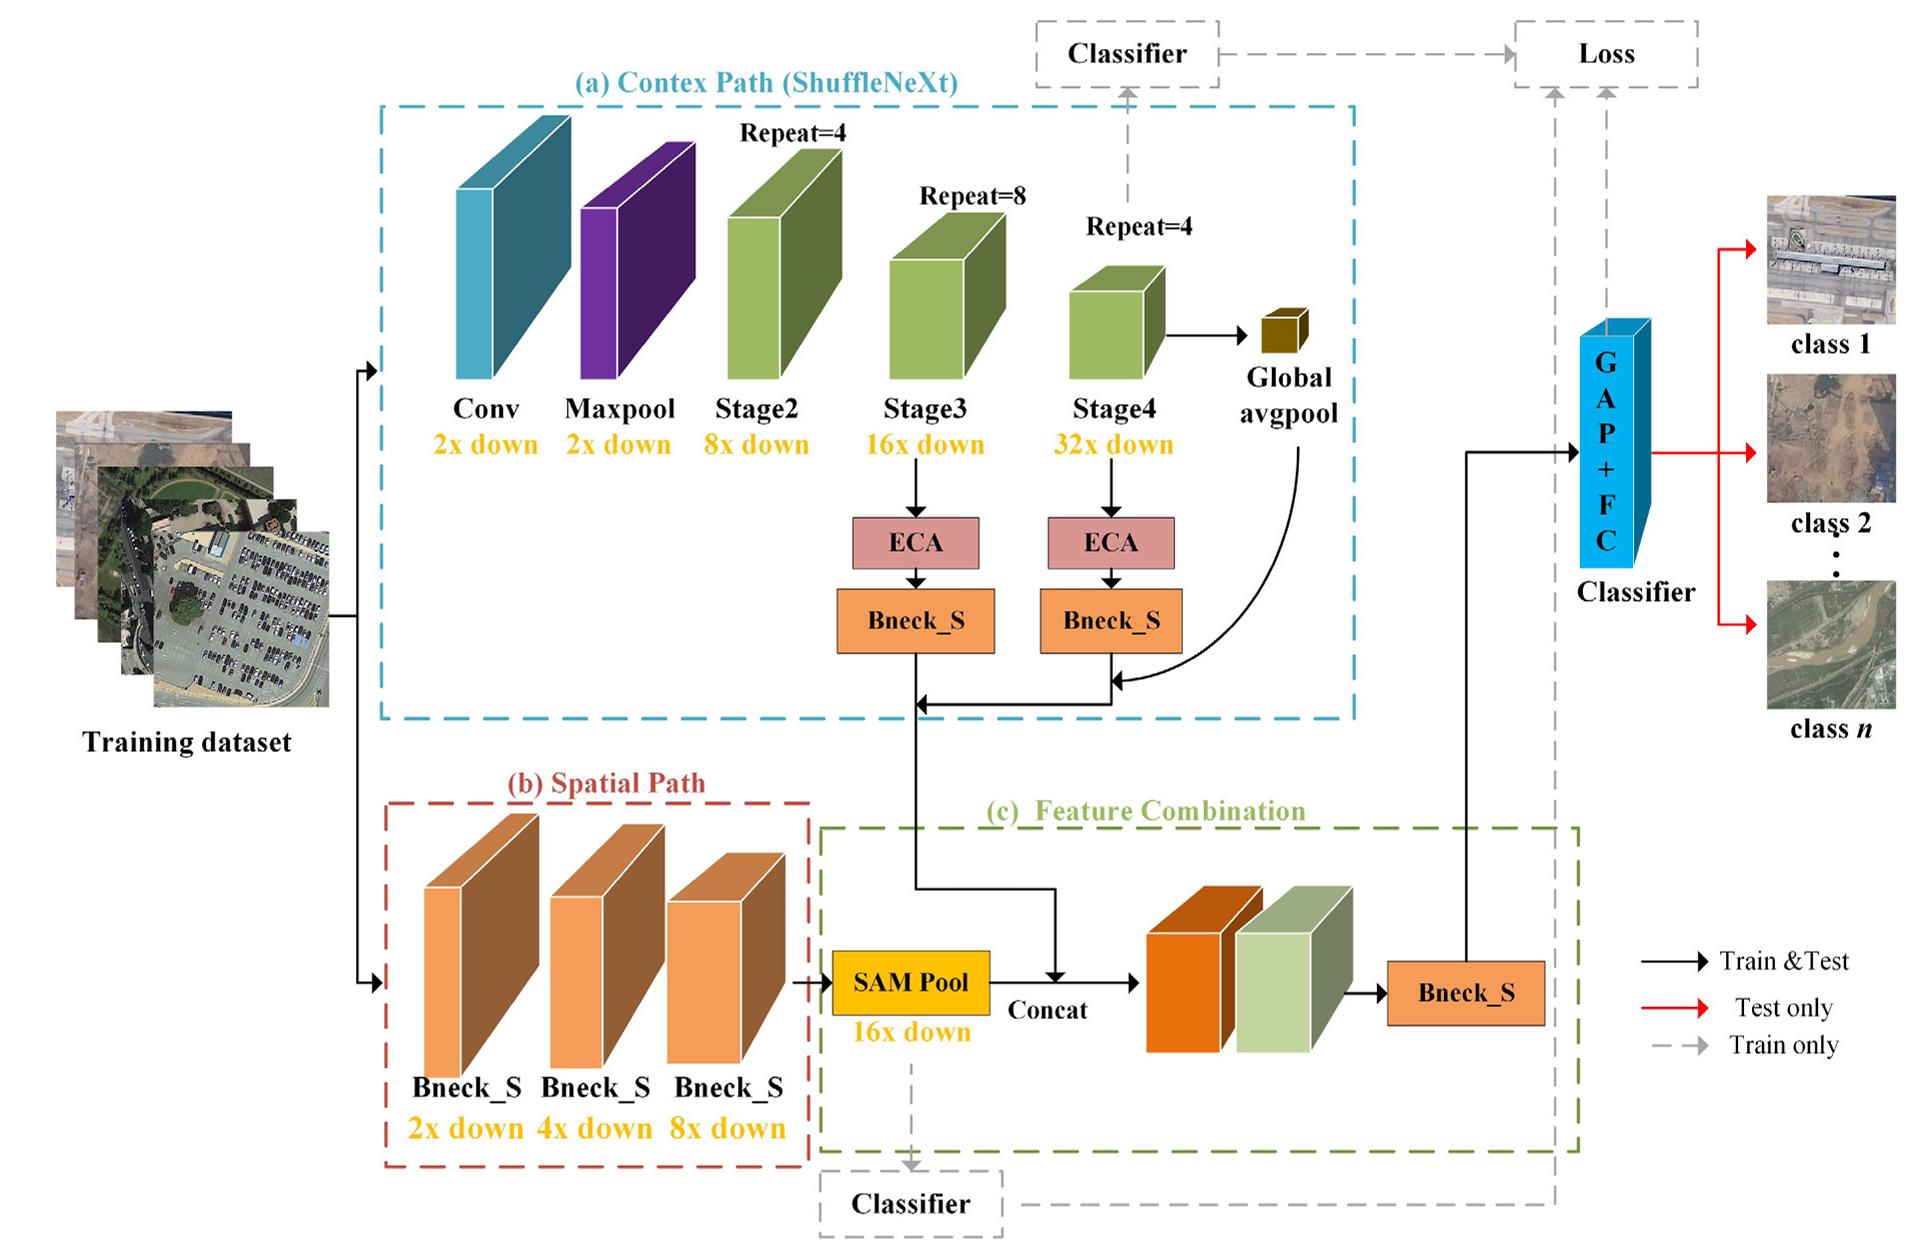 Classifier
Loss
(a) Contex Path (ShuffleNeXt)
Repeat=4
Repeat=8
Repeat=4
Conv
2x down
Maxpool
2x down
Stage2
8x down
Stage3
16x down
Stage4
32x down
Global
avgpool
ECA
ECA
Bneck_S
Bneck_S
Training dataset
G
A
P
+
F
C
Classifier
class 1
class 2
class n
(b) Spatial Path
Bneck_S
2x down
Bneck_S
4x down
Bneck_S
8x down
(c) Feature Combination
SAM Pool
16x down
Concat
Bneck_S
Classifier
Train &Test
Test only
Train only